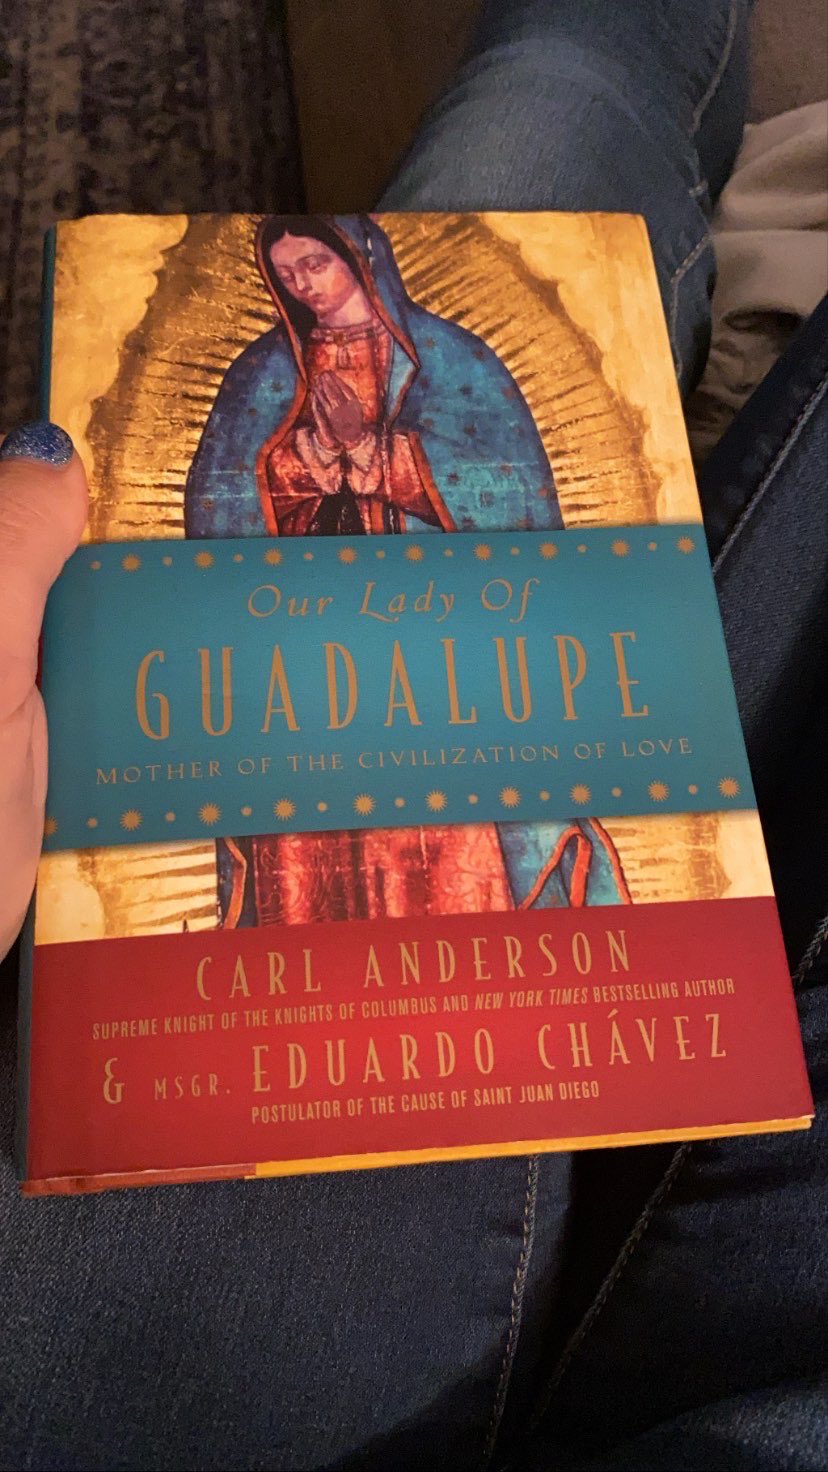 Our Lady Of
GUADALUPE
MOTHER OF THE CIVILIZATION OF LOVE
CARL ANDERSON
SUPREME KNIGHT OF THE KNIGHTS OF COLUMBUS AND NEW YORK TIMES BESTSELLING AUTHOR
& MSGR. EDUARDO CHÁVEZ
POSTULATOR OF THE CAUSE OF SAINT JUAN DIEGO